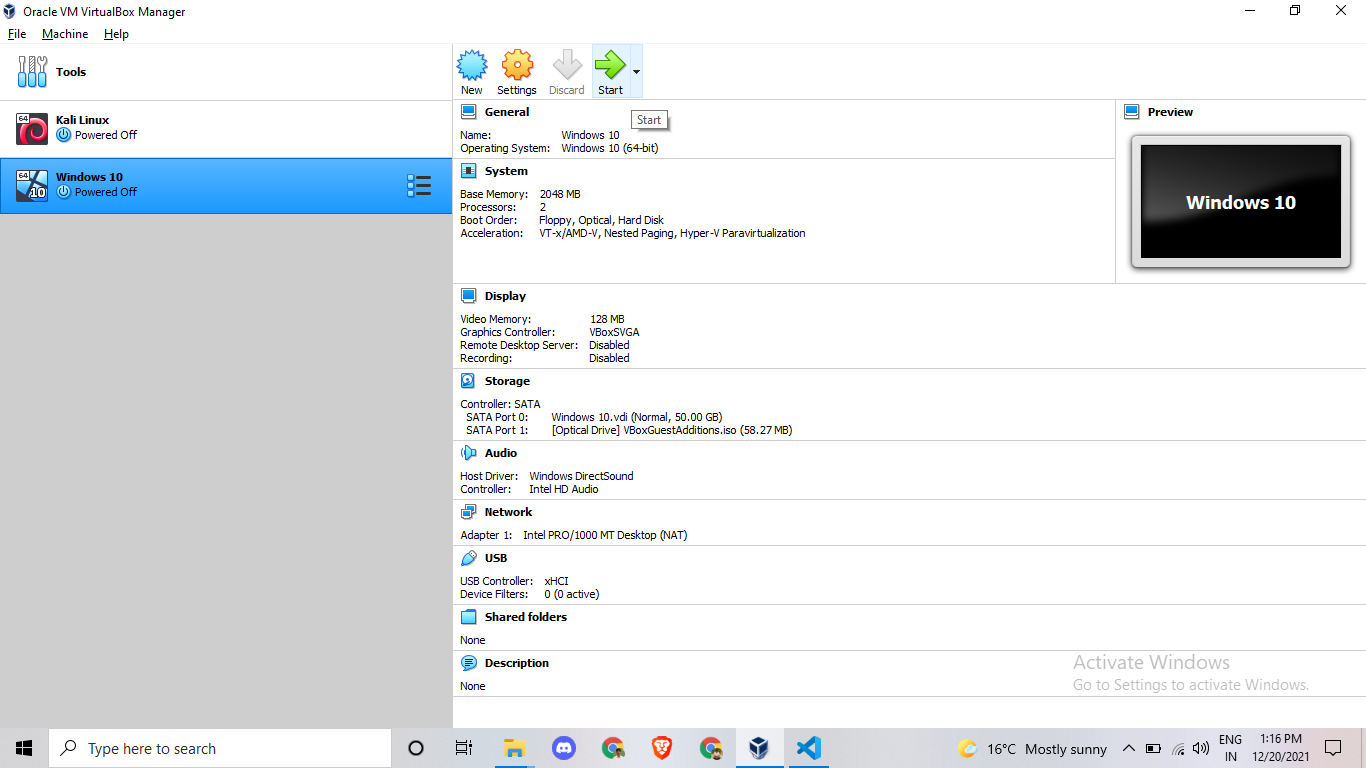 Oracle VM VirtualBox Manager
File Machine Help
Tools
New
Settings
Discard
Start
64
Kali Linux
Powered Off
64
10
Windows 10
Powered Off
General
Start
Name: Windows 10
Operating System: Windows 10 (64-bit)
Preview
Windows 10
System
Base Memory: 2048 MB
Processors: 2
Boot Order: Floppy, Optical, Hard Disk
Acceleration: VT-x/AMD-V, Nested Paging, Hyper-V Paravirtualization
Display
Video Memory: 128 MB
Graphics Controller: VBoxSVGA
Remote Desktop Server: Disabled
Recording: Disabled
Storage
Controller: SATA
SATA Port 0: Windows 10.vdi (Normal, 50.00 GB)
SATA Port 1: [Optical Drive] VBoxGuestAdditions.iso (58.27 MB)
Audio
Host Driver: Windows DirectSound
Controller: Intel HD Audio
Network
Adapter 1: Intel PRO/1000 MT Desktop (NAT)
USB
USB Controller: xHCI
Device Filters: 0 (0 active)
Shared folders
None
Description
None
Activate Windows
Go to Settings to activate Windows.
Type here to search
16°C Mostly sunny
ENG
IN
1:16 PM
12/20/2021